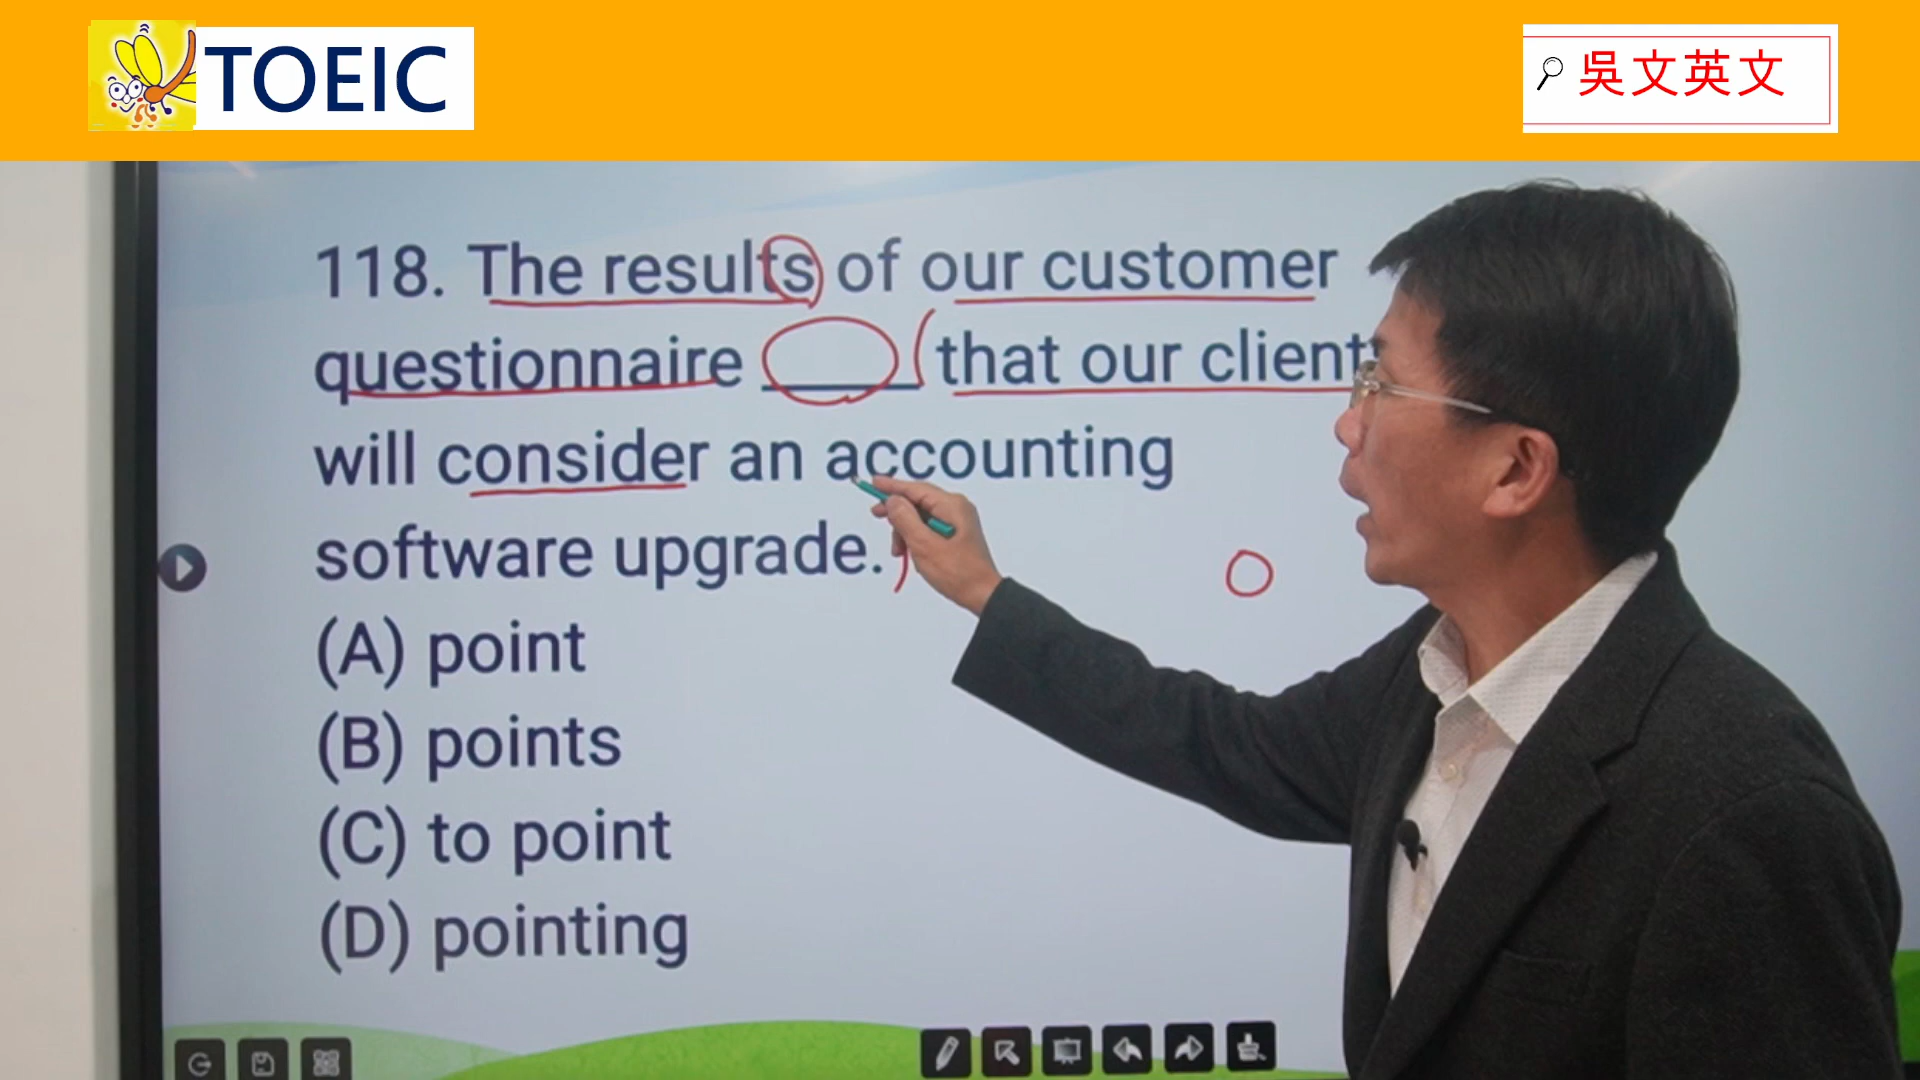 TOEIC
吳文英文
118. The results of our customer
questionnaire ______ that our client
will consider an accounting
software upgrade.
(A) point
(B) points
(C) to point
(D) pointing